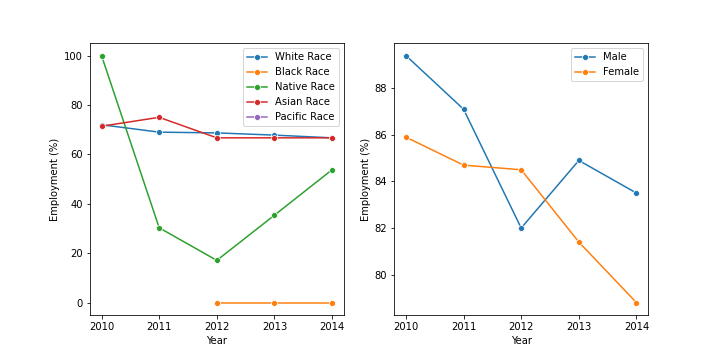 100
80
60
40
20
0
Employment (%)
2010 2011 2012 2013 2014
Year
White Race
Black Race
Native Race
Asian Race
Pacific Race
88
86
84
82
80
Employment (%)
2010 2011 2012 2013 2014
Year
Male
Female